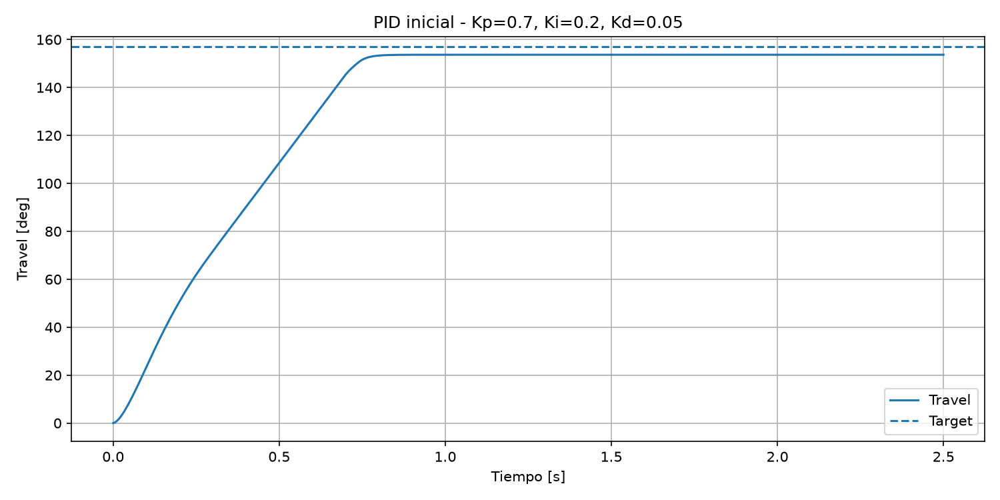 PID inicial - Kp=0.7, Ki=0.2, Kd=0.05
160
140
120
100
80
60
40
20
0
Travel [deg]
0.0 0.5 1.0 1.5 2.0 2.5
Tiempo [s]
Travel
Target